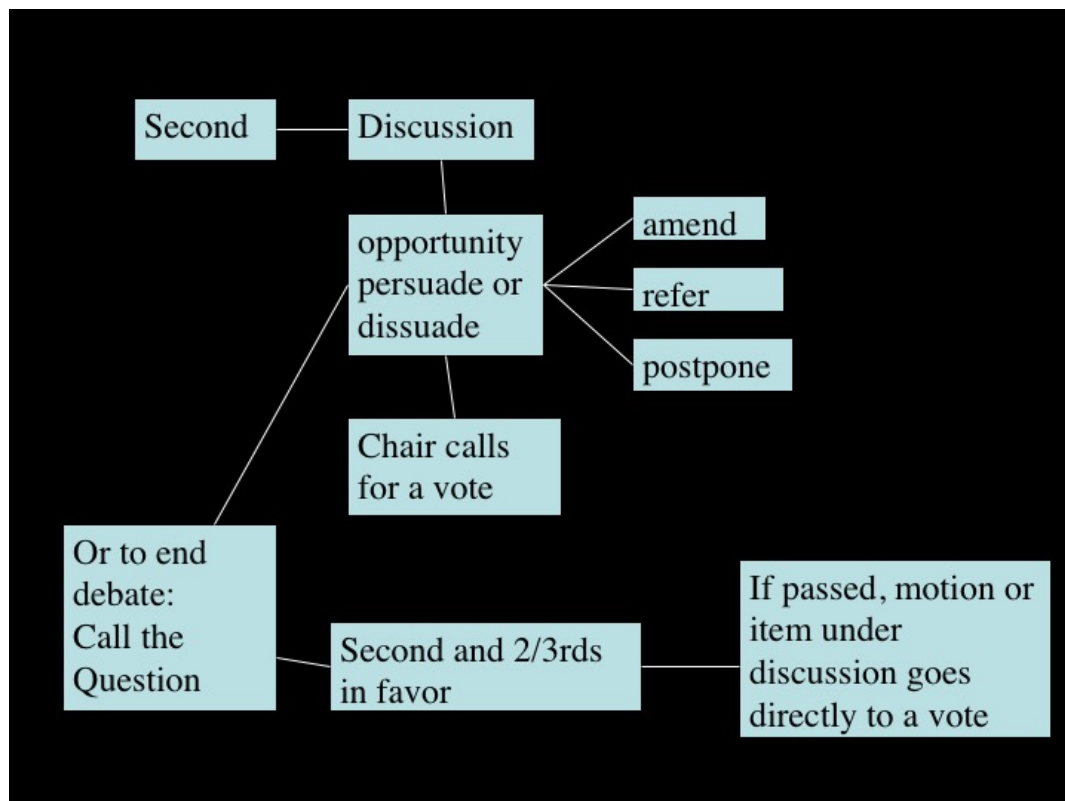 Second
Discussion
opportunity
persuade or
dissuade
amend
refer
postpone
Chair calls
for a vote
Or to end
debate:
Call the
Question
Second and 2/3rds
in favor
If passed, motion or
item under
discussion goes
directly to a vote